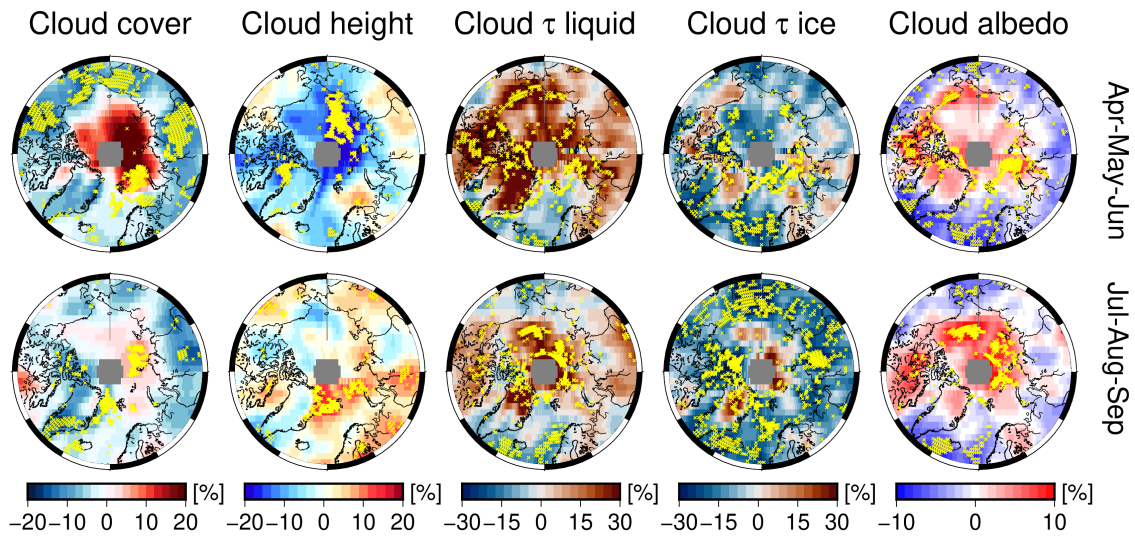 Cloud cover Cloud height Cloud τ liquid Cloud τ ice Cloud albedo
Apr-May-Jun
Jul-Aug-Sep
[%] [%] [%] [%] [%]
−20 −10 0 10 20 −20 −10 0 10 20 −30 −15 0 15 30 −30 −15 0 15 30 −10 0 10